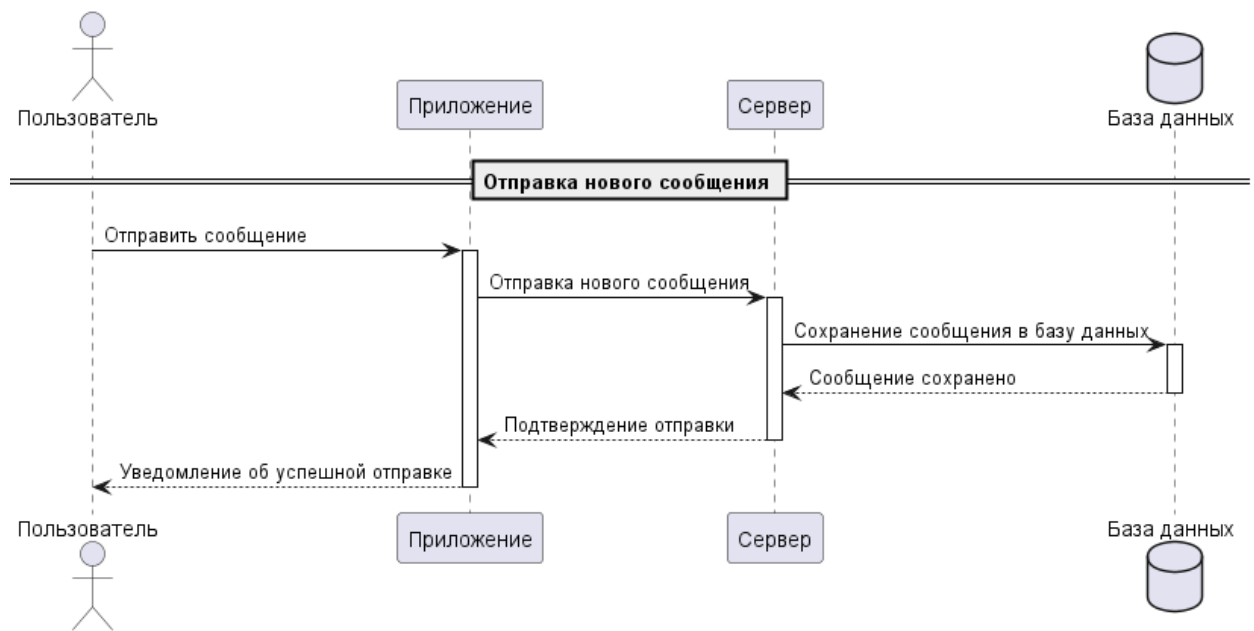 Пользователь
Приложение
Сервер
База данных
Отправка нового сообщения
Отправить сообщение
Отправка нового сообщения
Сохранение сообщения в базу данных
Сообщение сохранено
Подтверждение отправки
Уведомление об успешной отправке
Пользователь
Приложение
Сервер
База данных